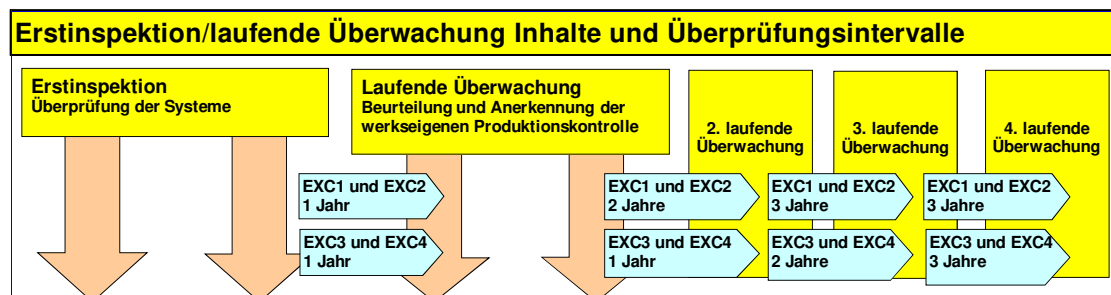 Erstinspektion/laufende Überwachung Inhalte und Überprüfungsintervalle
Erstinspektion
Überprüfung der Systeme
Laufende Überwachung
Beurteilung und Anerkennung der
werkseigenen Produktionskontrolle
2. laufende
Überwachung
3. laufende
Überwachung
4. laufende
Überwachung
EXC1 und EXC2
1 Jahr
EXC1 und EXC2
2 Jahre
EXC1 und EXC2
3 Jahre
EXC1 und EXC2
3 Jahre
EXC3 und EXC4
1 Jahr
EXC3 und EXC4
1 Jahr
EXC3 und EXC4
2 Jahre
EXC3 und EXC4
3 Jahre